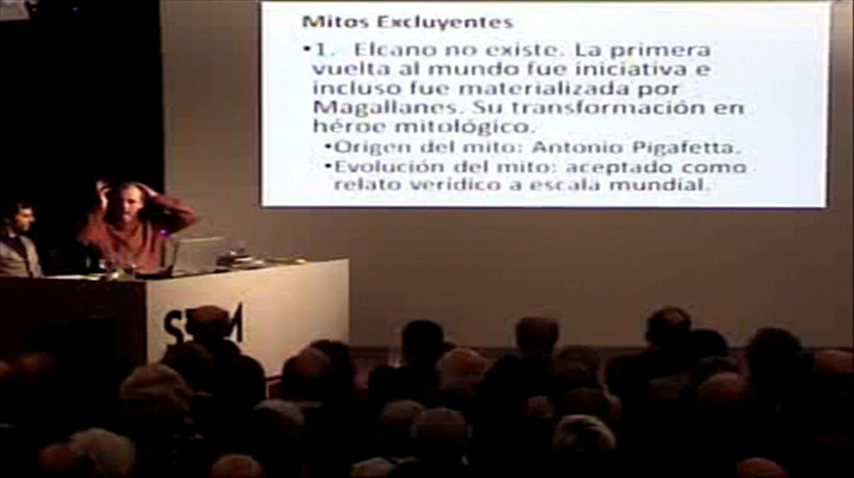 Mitos Excluyentes
•1. Elcano no existe. La primera
vuelta al mundo fue iniciativa e
incluso fue materializada por
Magallanes. Su transformación en
héroe mitológico.
•Origen del mito: Antonio Pigafetta.
•Evolución del mito: aceptado como
relato verídico a escala mundial.